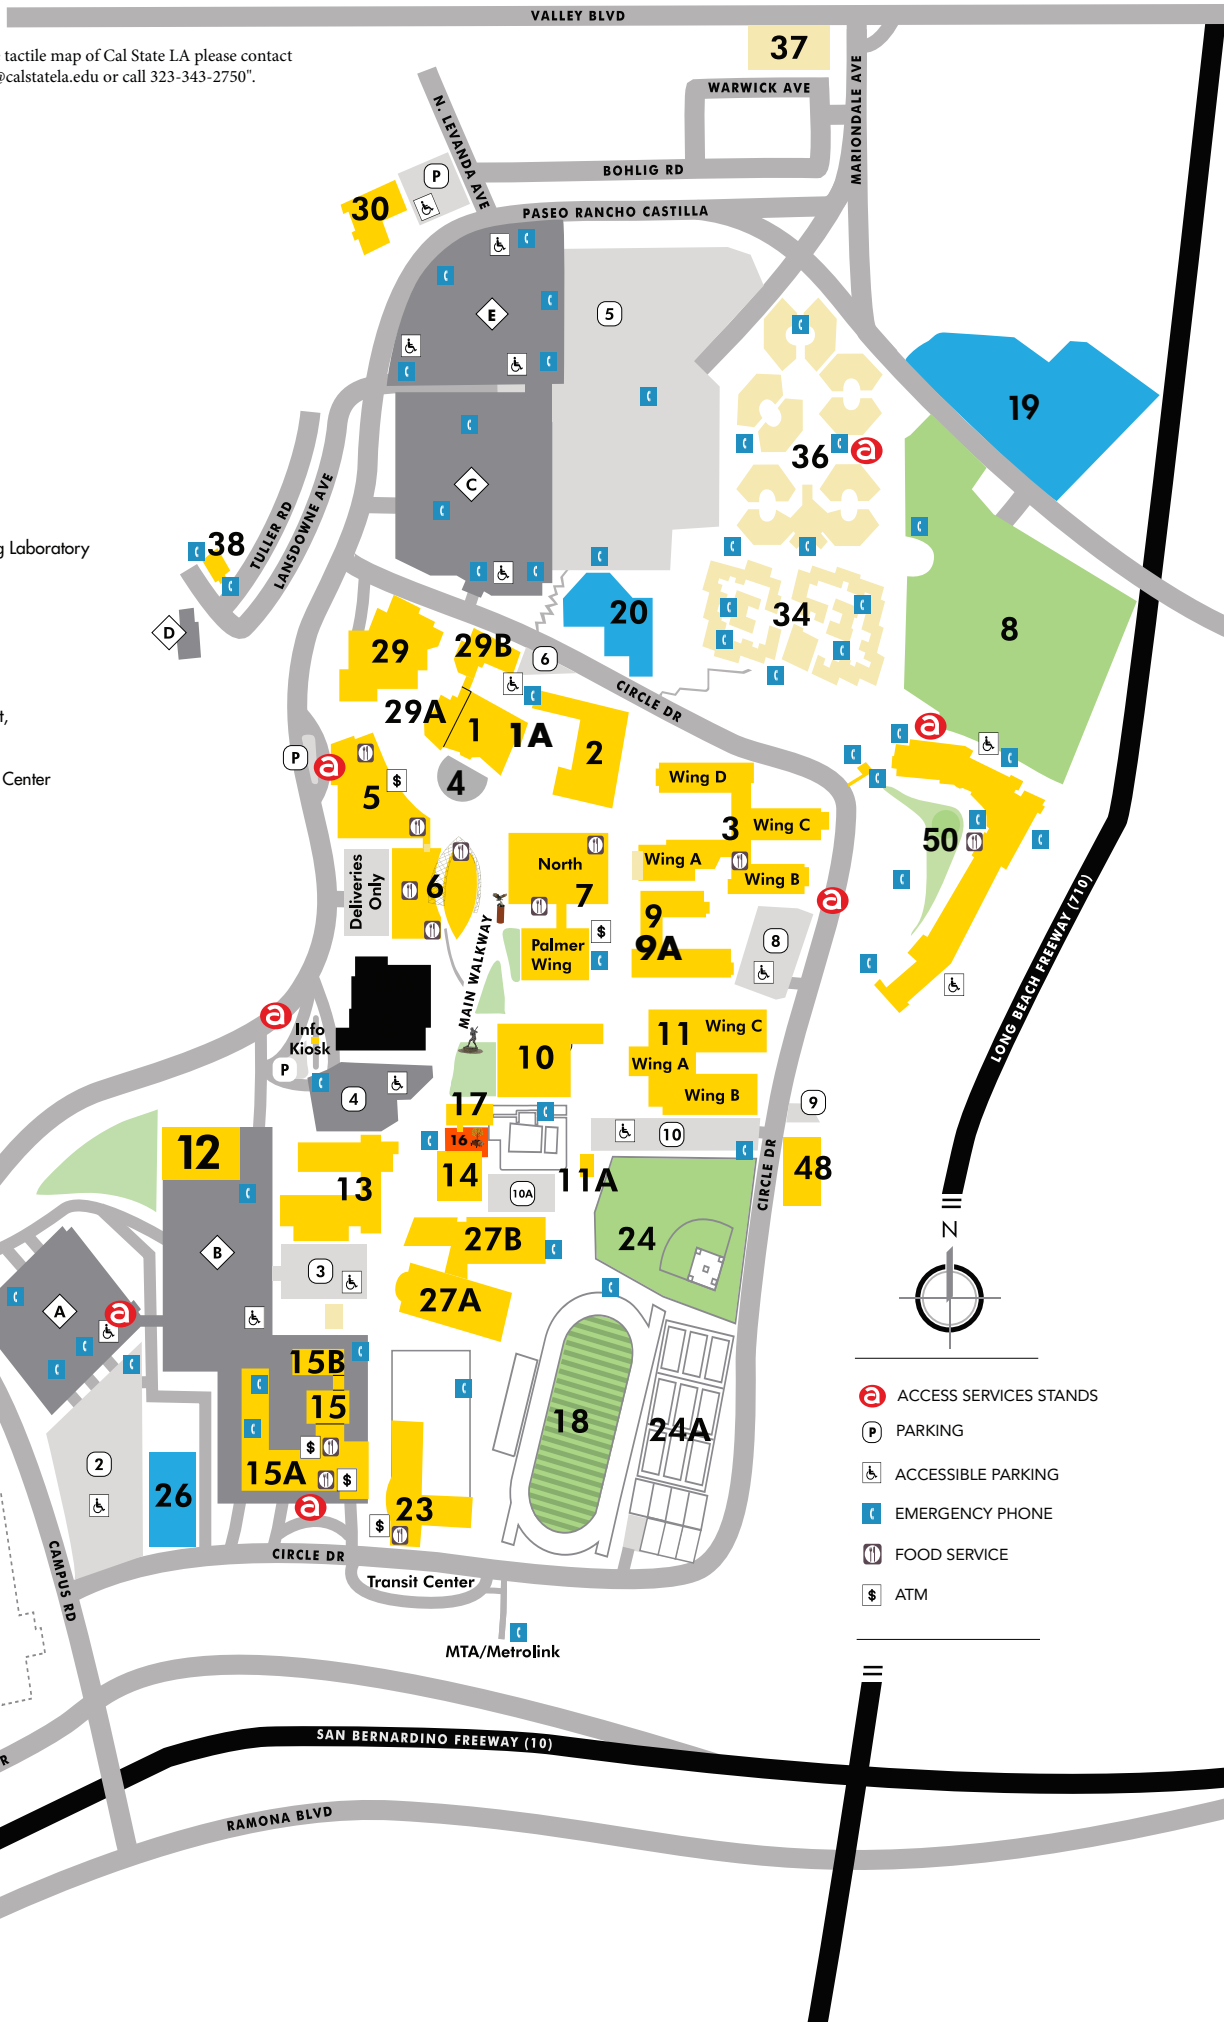 VALLEY BLVD
tactile map of Cal State LA please contact
@calstatela.edu or call 323-343-2750".
37
WARWICK AVE
MARIONDALE AVE
N. LEVANDA AVE
BOHLIG RD
P
30
PASEO RANCHO CASTILLA
E
5
19
36
a
C
TULLER RD
LANSDOWNE AVE
38
g Laboratory
D
20
34
8
29
29B
6
CIRCLE DR
29A
1
1A
2
t,
P
a
a
Center
4
5
$
Wing D
3
Wing C
50
Wing A
Wing B
North
7
Deliveries
Only
6
a
9
9A
8
Palmer
Wing
$
MAIN WALKWAY
LONG BEACH FREEWAY (710)
a
Info
Kiosk
P
10
11
Wing C
Wing A
Wing B
4
17
9
16
10
12
13
14
10A
11A
48
CIRCLE DR
N
B
27B
24
3
A
a
27A
15B
15
18
24A
ACCESS SERVICES STANDS
P
PARKING
ACCESSIBLE PARKING
EMERGENCY PHONE
FOOD SERVICE
$
ATM
2
26
15A
$
$
a
23
$
CAMPUS RD
CIRCLE DR
Transit Center
MTA/Metrolink
SAN BERNARDINO FREEWAY (10)
R
RAMONA BLVD